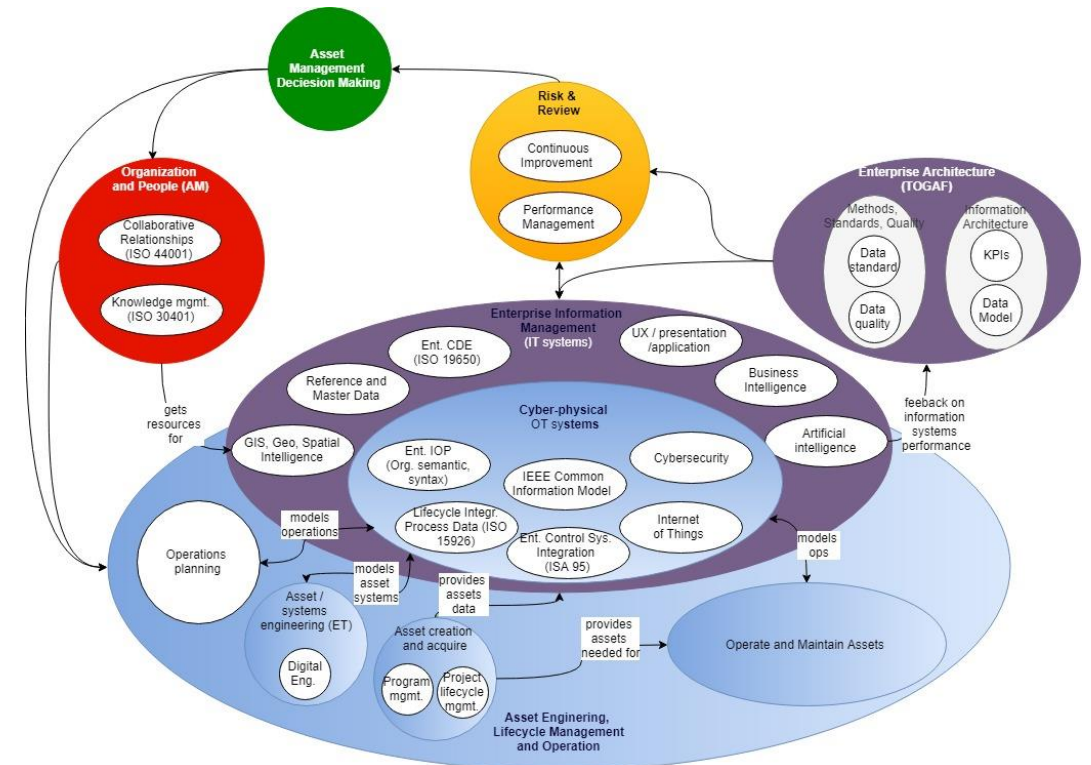 Asset
Management
Deciesion Making
Risk &
Review
Continuous
Improvement
Performance
Management
Organization
and People (AM)
Collaborative
Relationships
(ISO 44001)
Knowledge mgmt.
(ISO 30401)
Enterprise Architecture
(TOGAF)
Methods,
Standards, Quality
Data
standard
Data
quality
Information
Architecture
KPIs
Data
Model
Enterprise Information
Management
(IT systems)
Ent. CDE
(ISO 19650)
UX / presentation
/application
Reference and
Master Data
Business
Intelligence
GIS, Geo, Spatial
Intelligence
Artificial
intelligence
gets
resources
for
feeback on
information
systems
performance
Cyber-physical
OT systems
Ent. IOP
(Org. semantic,
syntax)
IEEE Common
Information Model
Cybersecurity
Lifecycle Integr.
Process Data (ISO
15926)
Ent. Control Sys.
Integration
(ISA 95)
Internet
of Things
Operations
planning
models
operations
models
asset
systems
provides
assets
data
models
ops
Asset /
systems
engineering (ET)
Digital
Eng.
Asset creation
and acquire
Program
mgmt.
Project
lifecycle
mgmt.
provides
assets
needed for
Operate and Maintain Assets
Asset Enginering,
Lifecycle Management
and Operation